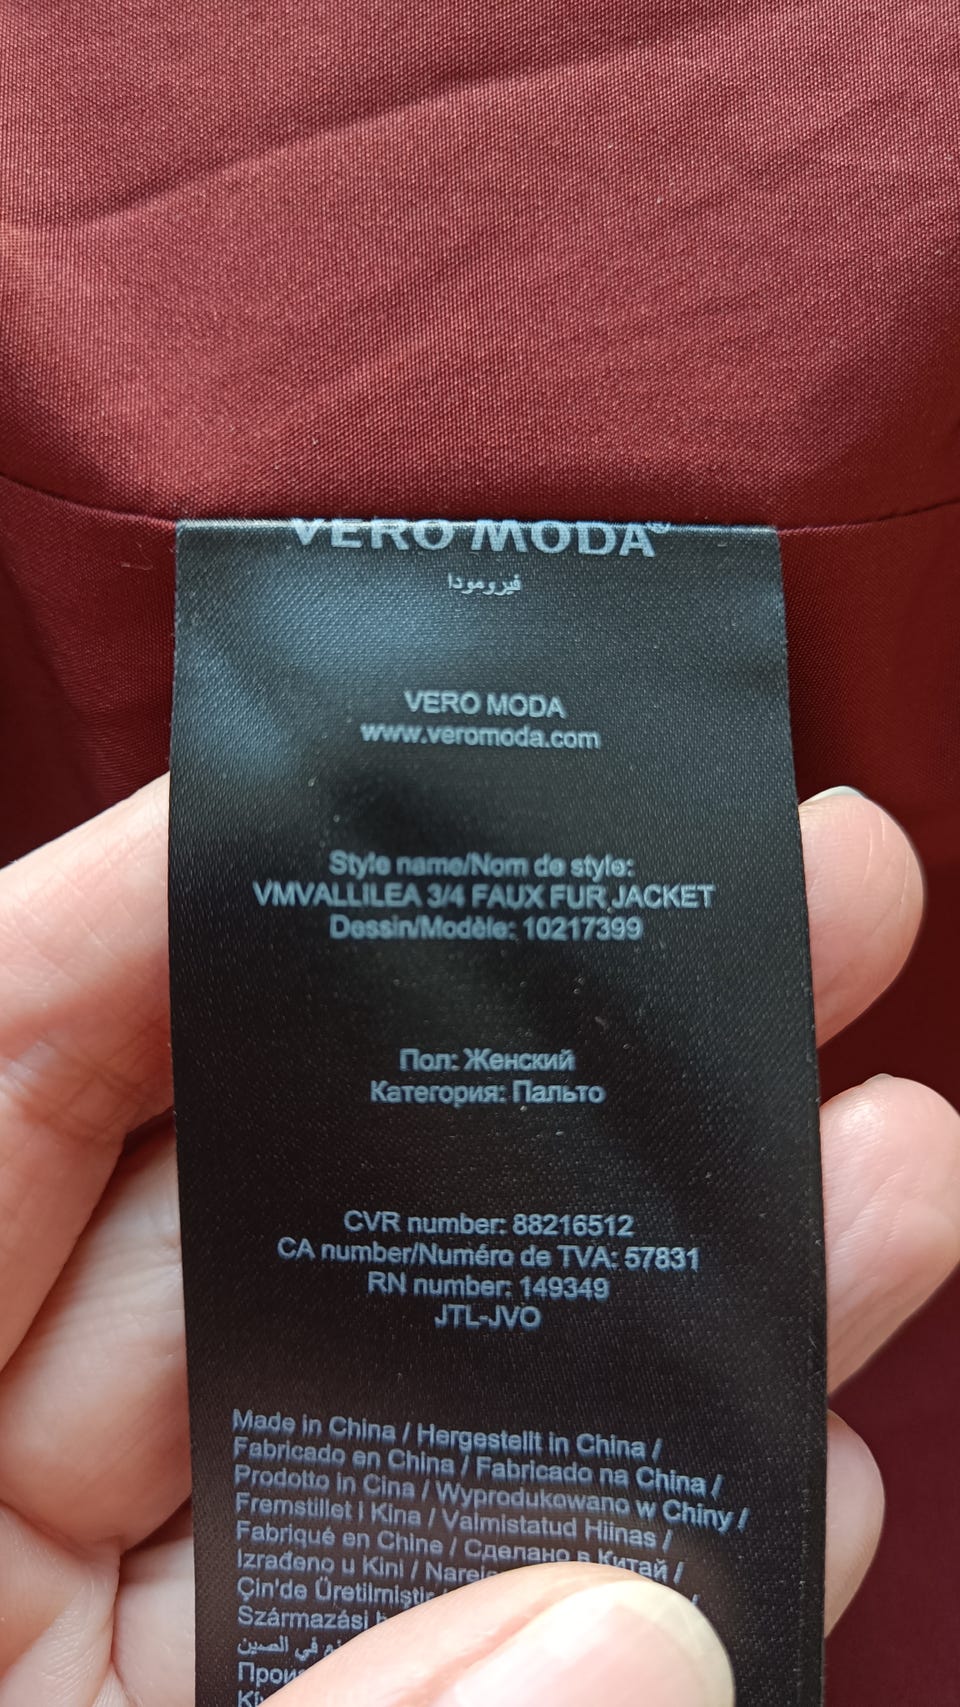 VERO MODA®
فيرومودا
VERO MODA
www.veromoda.com
Style name/Nom de style:
VMVALLILEA 3/4 FAUX FUR JACKET
Dessin/Modèle: 10217399
Пол: Женский
Категория: Пальто
CVR number: 88216512
CA number/Numéro de TVA: 57831
RN number: 149349
JTL-JVO
Made in China / Hergestellt in China /
Fabricado en China / Fabricado na China /
Prodotto in Cina / Wyprodukowano w Chiny /
Fremstillet i Kina / Valmistatud Hiinas /
Fabriqué en Chine / Сделано в Китай /
Izrađeno u Kini /
Çin'de Üretilmiştir
Származási
في الصين